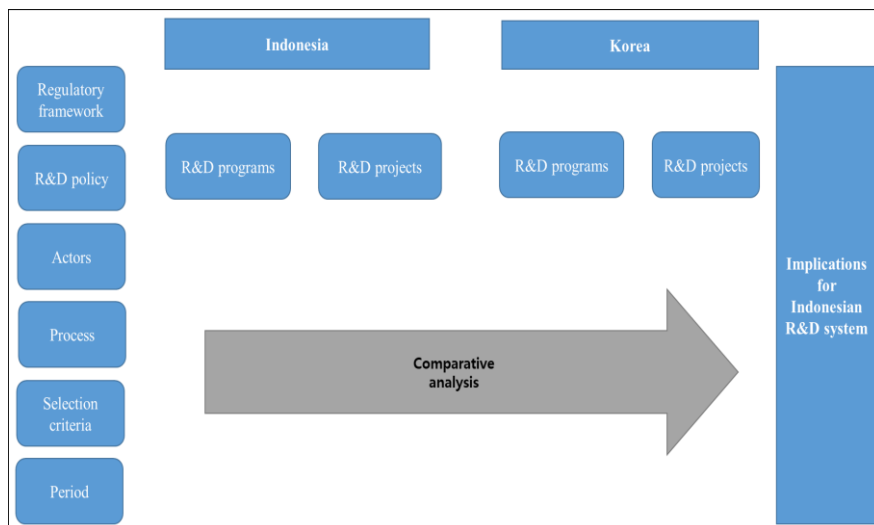 Indonesia
Korea
Regulatory
framework
R&D programs
R&D projects
R&D programs
R&D projects
R&D policy
Actors
Process
Selection
criteria
Period
Comparative
analysis
Implications
for
Indonesian
R&D system